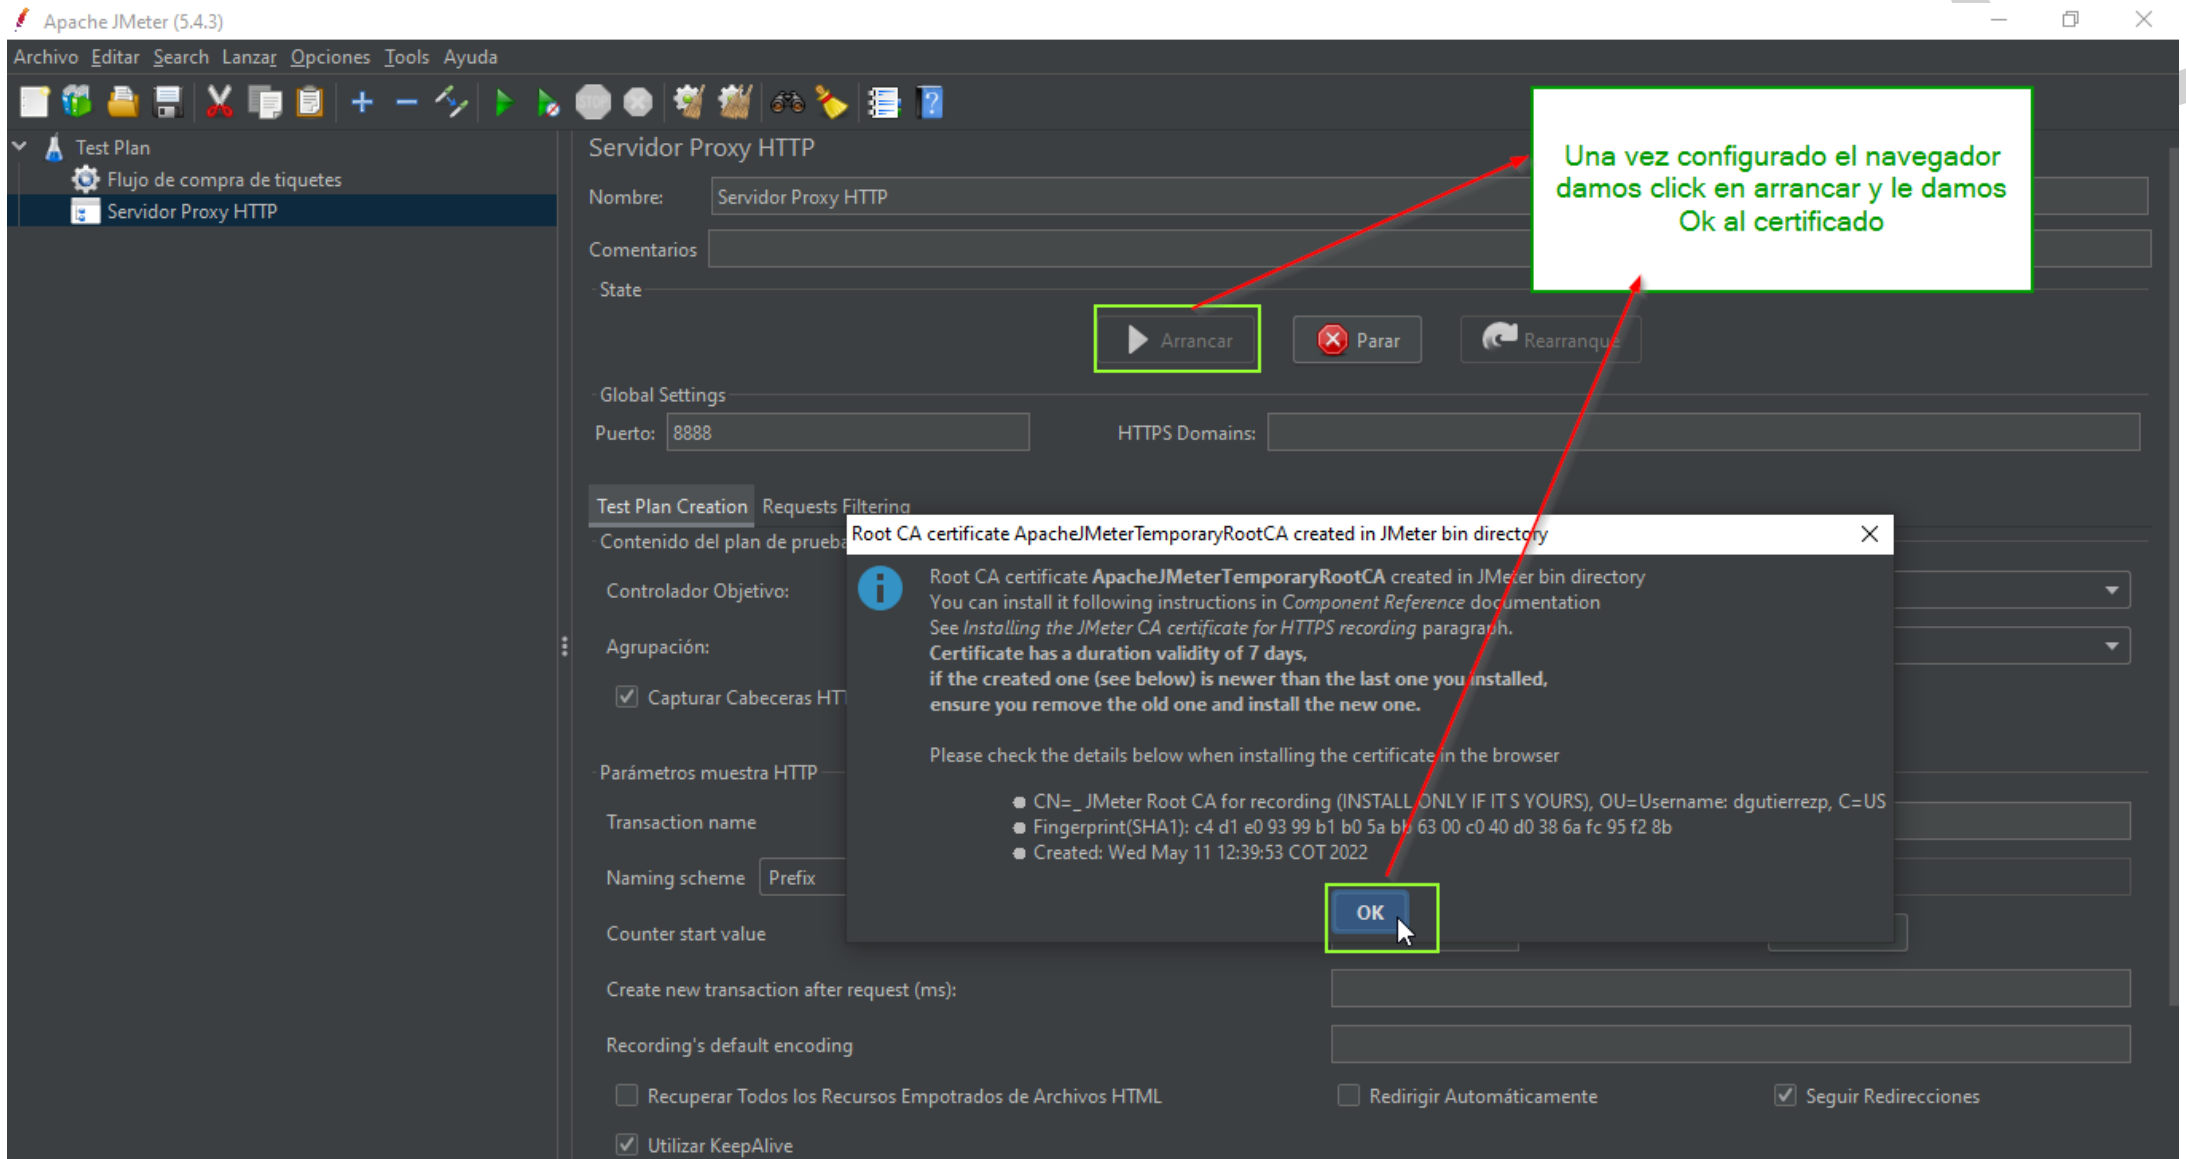 Apache JMeter (5.4.3)
Archivo Editar Search Lanzar Opciones Tools Ayuda
STOP
Test Plan
Flujo de compra de tiquetes
Servidor Proxy HTTP
Servidor Proxy HTTP
Nombre: Servidor Proxy HTTP
Comentarios
Una vez configurado el navegador
damos click en arrancar y le damos
Ok al certificado
State
Arrancar Parar Rearranque
Global Settings
Puerto: 8888 HTTPS Domains:
Test Plan Creation Requests Filtering
Contenido del plan de prueba
Controlador Objetivo:
Agrupación:
Capturar Cabeceras HTT
Parámetros muestra HTTP
Transaction name
Naming scheme Prefix
Counter start value
Root CA certificate ApacheJMeterTemporaryRootCA created in JMeter bin directory
Root CA certificate ApacheJMeterTemporaryRootCA created in JMeter bin directory
You can install it following instructions in Component Reference documentation
See Installing the JMeter CA certificate for HTTPS recording paragraph.
Certificate has a duration validity of 7 days,
if the created one (see below) is newer than the last one you installed,
ensure you remove the old one and install the new one.
Please check the details below when installing the certificate in the browser
CN=_ JMeter Root CA for recording (INSTALL ONLY IF IT S YOURS), OU=Username: dgutierrezp, C=US
Fingerprint(SHA1): c4 d1 e0 93 99 b1 b0 5a bb 63 00 c0 40 d0 38 6a fc 95 f2 8b
Created: Wed May 11 12:39:53 COT 2022
OK
Create new transaction after request (ms):
Recording's default encoding
Recuperar Todos los Recursos Empotrados de Archivos HTML Redirigir Automáticamente Seguir Redirecciones
Utilizar KeepAlive